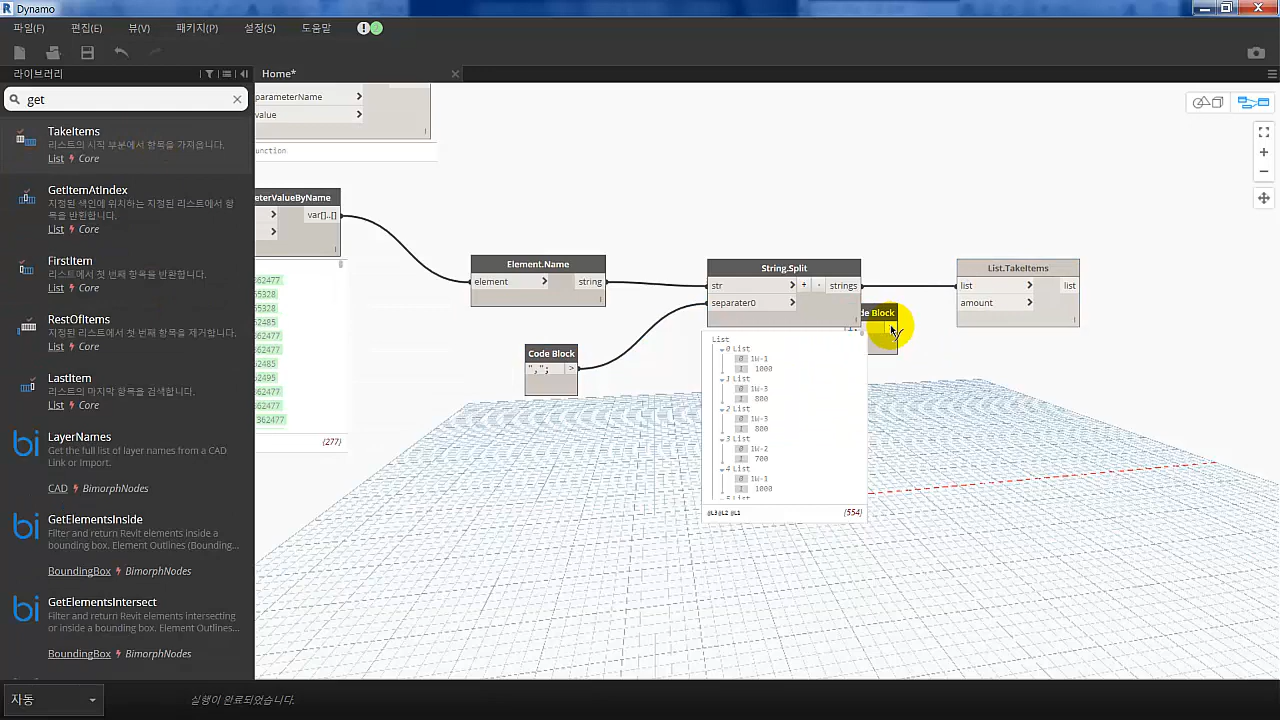 Dynamo
파일(F) 편집(E) 뷰(V) 패키지(P) 설정(S) 도움말
라이브러리
Home*
get
TakeItems
리스트의 시작 부분에서 항목을 가져옵니다.
List Core
GetItemAtIndex
지정된 색인에 위치하는 지정된 리스트에서 항
목을 반환합니다.
List Core
FirstItem
리스트에서 첫 번째 항목을 반환합니다.
List Core
RestOfItems
지정된 리스트에서 첫 번째 항목을 제거합니다.
List Core
LastItem
리스트의 마지막 항목을 검색합니다.
List Core
LayerNames
Get the full list of layer names from a CAD
Link or Import.
CAD BimorphNodes
GetElementsInside
Find and return Revit elements inside a
bounding box. Element Outlines (Bounding...
BoundingBox BimorphNodes
GetElementsIntersect
Filter and return Revit elements intersecting
or inside a bounding box. Element Outlines...
BoundingBox BimorphNodes
자동
실행이 완료되었습니다.
parameterName >
value >
unction
eterValueByName
> var[]..[]
>
362477
55328
55328
62485
62477
62485
62485
62495
62477
62477
362477
(277)
Element.Name
element > string
Code Block
","; >
String.Split
str > + - strings
separater0 >
List
0 List
0 1W-1
1 1000
1 List
0 1W-3
1 800
2 List
0 1W-3
1 800
3 List
0 1W-2
1 700
4 List
0 1W-1
1 1000
@L3@L2 @L1 (554)
de Block
List.TakeItems
list > list
amount >